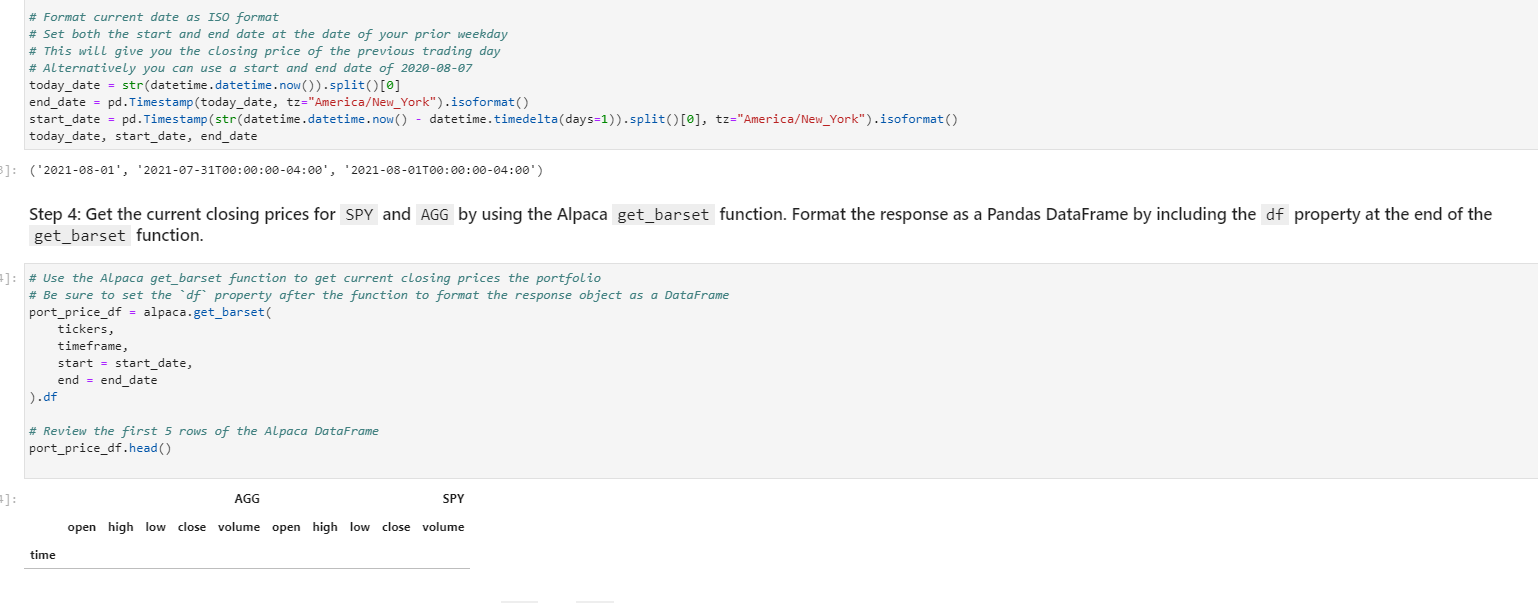 # Format current date as ISO format
# Set both the start and end date at the date of your prior weekday
# This will give you the closing price of the previous trading day
# Alternatively you can use a start and end date of 2020-08-07
today_date = str(datetime.datetime.now()).split()[0]
end_date = pd.Timestamp(today_date, tz="America/New_York").isoformat()
start_date = pd.Timestamp(str(datetime.datetime.now() - datetime.timedelta(days=1)).split()[0], tz="America/New_York").isoformat()
today_date, start_date, end_date
]: ('2021-08-01', '2021-07-31T00:00:00-04:00', '2021-08-01T00:00:00-04:00')
Step 4: Get the current closing prices for SPY and AGG by using the Alpaca get_barset function. Format the response as a Pandas DataFrame by including the df property at the end of the
get_barset function.
]: # Use the Alpaca get_barset function to get current closing prices the portfolio
# Be sure to set the `df` property after the function to format the response object as a DataFrame
port_price_df = alpaca.get_barset(
tickers,
timeframe,
start = start_date,
end = end_date
).df
# Review the first 5 rows of the Alpaca DataFrame
port_price_df.head()
]: AGG SPY
open high low close volume open high low close volume
time